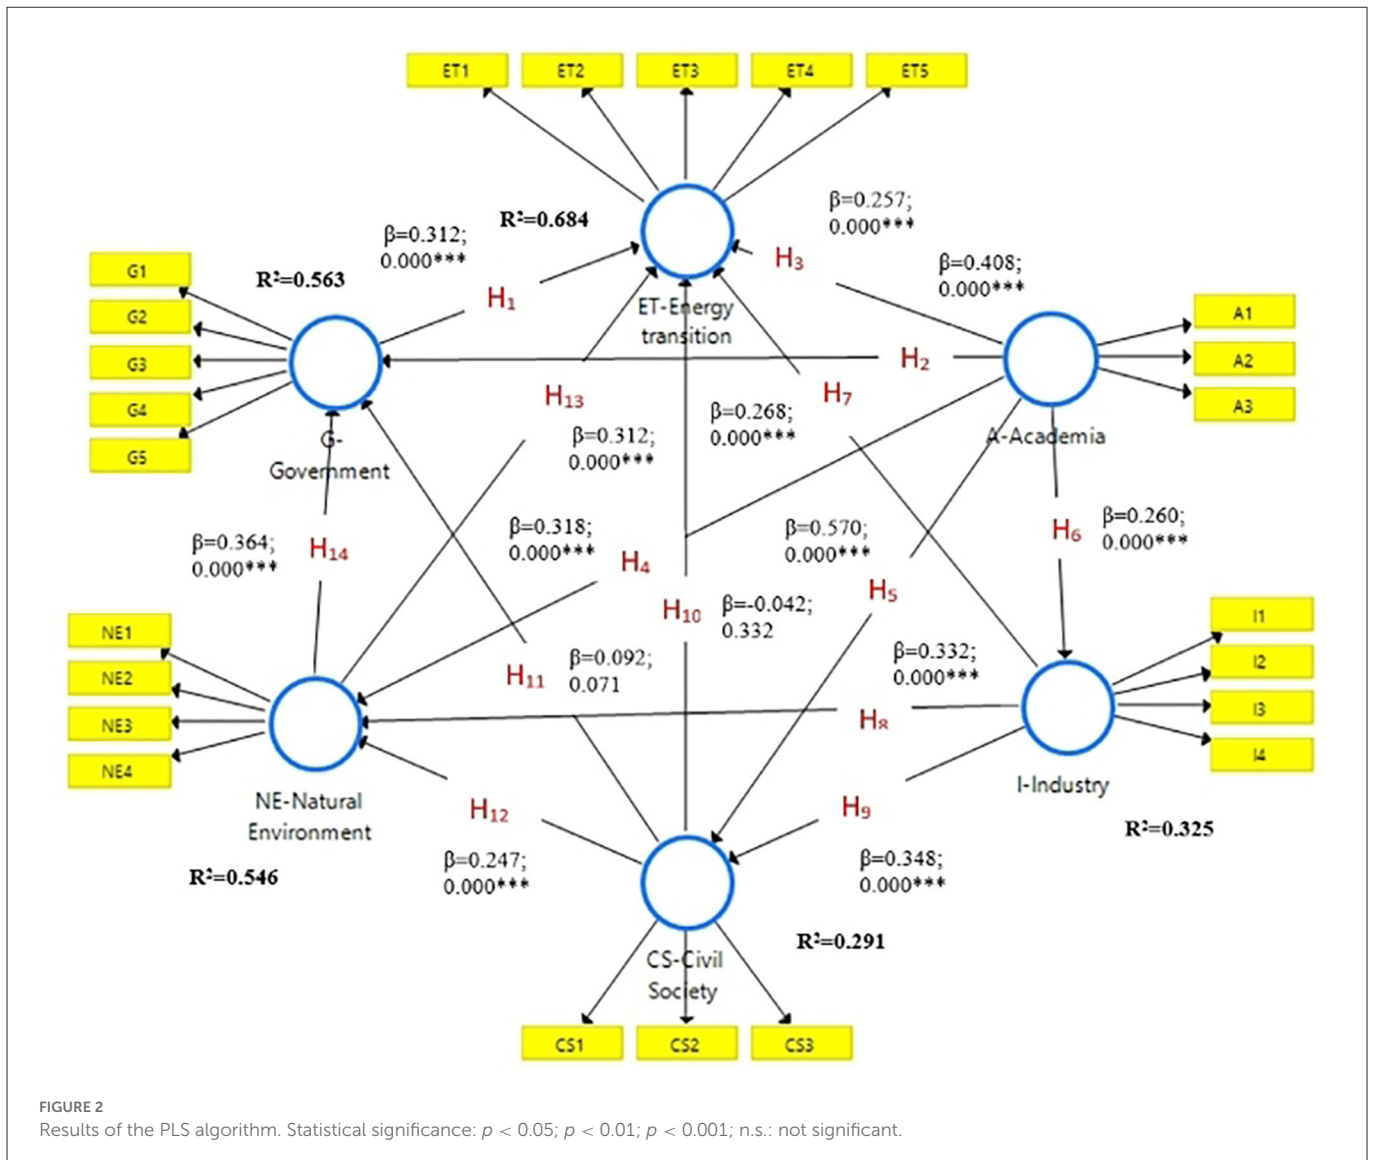 ET1 ET2 ET3 ET4 ET5
β=0.257;
0.000***
R²=0.684
β=0.312;
0.000***
H3
β=0.408;
0.000***
R²=0.563
G1
G2
G3
G4
G5
H1
ET-Energy
transition
A1
A2
A3
H2
H13
H7
β=0.268;
0.000***
A-Academia
G-
Government
β=0.312;
0.000***
β=0.364;
0.000***
H14
β=0.318;
0.000***
H4
β=0.570;
0.000***
H6
β=0.260;
0.000***
H5
H10
β=-0.042;
0.332
NE1
NE2
NE3
NE4
I1
I2
I3
I4
H11
β=0.092;
0.071
β=0.332;
0.000***
H8
NE-Natural
Environment
H12
H9
I-Industry
R²=0.325
β=0.247;
0.000***
β=0.348;
0.000***
R²=0.546
R²=0.291
CS-Civil
Society
CS1 CS2 CS3
FIGURE 2
Results of the PLS algorithm. Statistical significance: p < 0.05; p < 0.01; p < 0.001; n.s.: not significant.